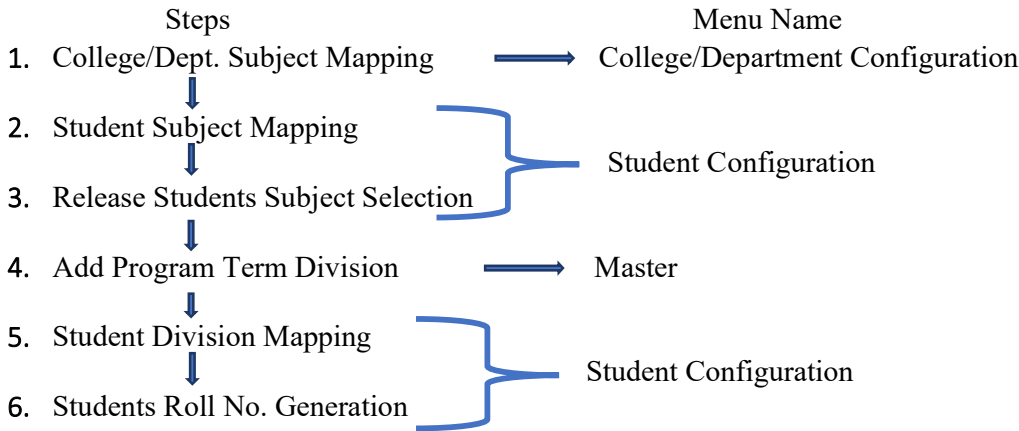 Steps Menu Name
1. College/Dept. Subject Mapping College/Department Configuration
2. Student Subject Mapping
Student Configuration
3. Release Students Subject Selection
4. Add Program Term Division Master
5. Student Division Mapping
Student Configuration
6. Students Roll No. Generation